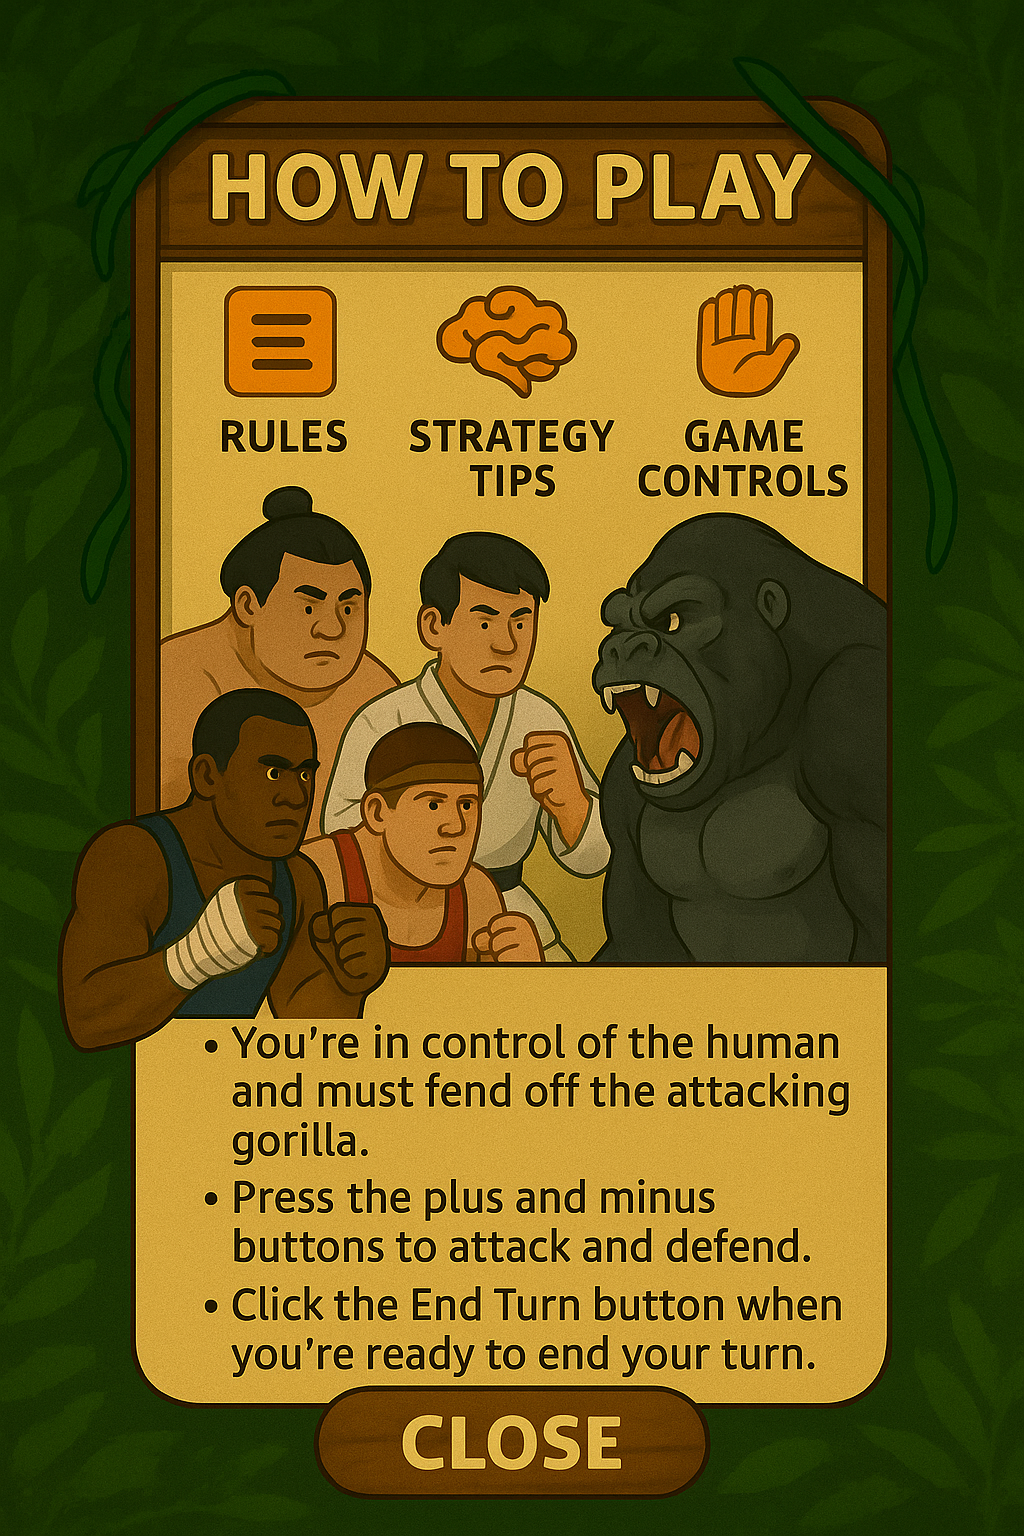 HOW TO PLAY
RULES
STRATEGY
TIPS
GAME
CONTROLS
• You’re in control of the human
and must fend off the attacking
gorilla.
• Press the plus and minus
buttons to attack and defend.
• Click the End Turn button when
you’re ready to end your turn.
CLOSE